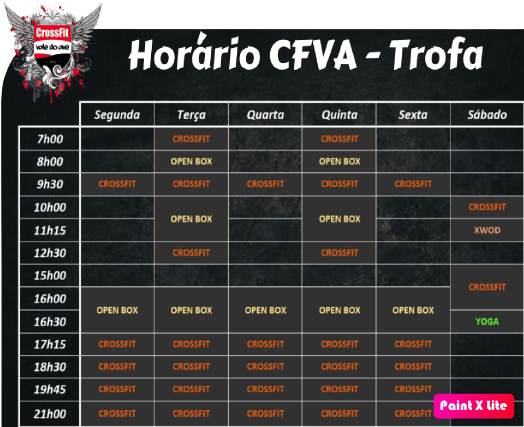 CrossFit
vale do ave
Horário CFVA - Trofa
Segunda Terça Quarta Quinta Sexta Sábado
7h00 CROSSFIT CROSSFIT
8h00 OPEN BOX OPEN BOX
9h30 CROSSFIT CROSSFIT CROSSFIT CROSSFIT CROSSFIT
10h00 CROSSFIT
OPEN BOX OPEN BOX
11h15 XWOD
12h30 CROSSFIT CROSSFIT
15h00
CROSSFIT
16h00
OPEN BOX OPEN BOX OPEN BOX OPEN BOX OPEN BOX
16h30 YOGA
17h15 CROSSFIT CROSSFIT CROSSFIT CROSSFIT CROSSFIT
18h30 CROSSFIT CROSSFIT CROSSFIT CROSSFIT CROSSFIT
19h45 CROSSFIT CROSSFIT CROSSFIT CROSSFIT CROSSFIT
21h00 CROSSFIT CROSSFIT CROSSFIT CROSSFIT CROSSFIT
Paint X Lite